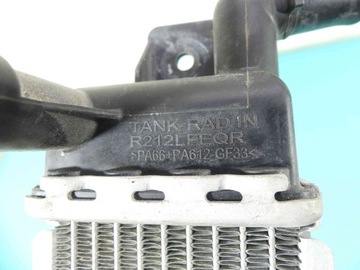 TANK-RAD IN
R212LFEQR
>PA66+PA612-GF33<